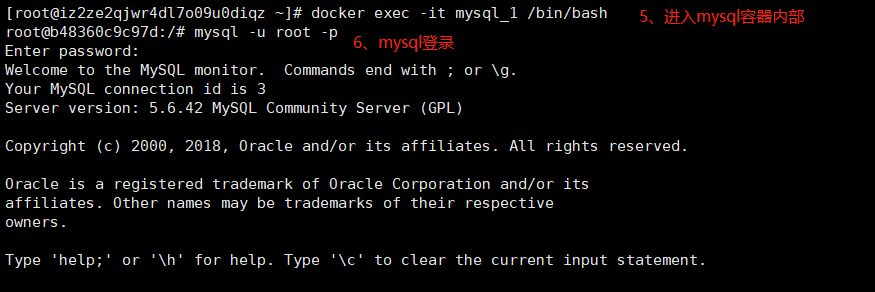 [root@iz2ze2qjwr4dl7o09u0diqz ~]# docker exec -it mysql_1 /bin/bash 5、进入mysql容器内部
root@b48360c9c97d:/# mysql -u root -p 6、mysql登录
Enter password:
Welcome to the MySQL monitor.  Commands end with ; or \g.
Your MySQL connection id is 3
Server version: 5.6.42 MySQL Community Server (GPL)
Copyright (c) 2000, 2018, Oracle and/or its affiliates. All rights reserved.
Oracle is a registered trademark of Oracle Corporation and/or its
affiliates. Other names may be trademarks of their respective
owners.
Type 'help;' or '\h' for help. Type '\c' to clear the current input statement.